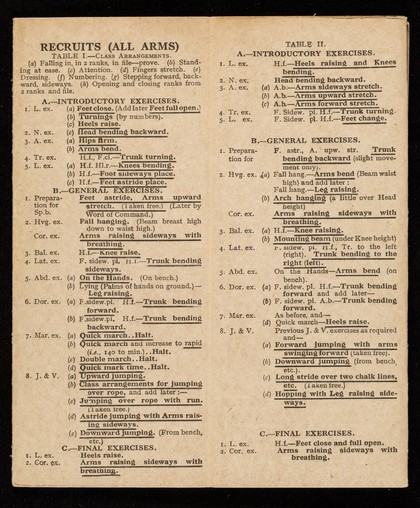 RECRUITS (ALL ARMS)
TABLE I.—CLASS ARRANGEMENTS.
(a) Falling in, in 2 ranks, in file—prove. (b) Stand-
ing at ease. (c) Attention. (d) Fingers stretch. (e)
Dressing. (f) Numbering. (g) Stepping forward, back-
ward, sideways. (h) Opening and closing ranks from
2 ranks and file.
A.—INTRODUCTORY EXERCISES.
1. L. ex. (a) Feet close. (Add later Feet full open.)
(b) Turnings (by numbers).
(c) Heels raise.
2. N. ex. (a) Head bending backward.
3. A. ex. (a) Hips firm.
(b) Arms bend.
4. Tr. ex. H.f., F.cl.—Trunk turning.
5. L. ex. (a) H.f. Hl.r.—Knees bending.
(b) H.f.—Foot sideways place.
(c) H.f.—Feet astride place.
B.—GENERAL EXERCISES.
1. Prepara- Feet astride, Arms upward
tion for stretch. (Taken free). (Later by
Sp.b. Word of Command.)
2. Hvg. ex. Fall hanging. (Beam breast high
down to waist high.)
Cor. ex. Arms raising sideways with
breathing.
3. Bal. ex. H.f.—Knee raise.
4. Lat. ex. F. sidew. pl. H.f.—Trunk bending
sideways.
5. Abd. ex. (a) On the Hands. (On bench.)
(b) Lying (Palms of hands on ground.)—
Leg raising.
6. Dor. ex. (a) F.sidew.pl. H.f.—Trunk bending
forward.
(b) F.sidew.pl. H.f.—Trunk bending
backward.
7. Mar. ex. (a) Quick march..Halt.
(b) Quick march and increase to rapid
(i.e., 140 to min.)..Halt.
(c) Double march..Halt.
(d) Quick mark time..Halt.
8. J. & V. (a) Upward jumping.
(b) Class arrangements for jumping
over rope, and add later:—
(c) Jumping over rope with run.
(Taken free.)
(d) Astride jumping with Arms rais-
ing sideways.
(e) Downward jumping. (From bench,
etc.)
C.—FINAL EXERCISES.
1. L. ex. Heels raise.
2. Cor. ex. Arms raising sideways with
breathing.
TABLE II.
A.—INTRODUCTORY EXERCISES.
1. L. ex. H.f.—Heels raising and Knees
bending.
2. N. ex. Head bending backward.
3. A. ex. (a) A.b.—Arms sideways stretch.
(b) A.b.—Arms upward stretch.
(c) A.b.—Arms forward stretch.
4. Tr. ex. F. Sidew. pl. H.f.—Trunk turning.
5. L. ex. F. Sidew. pl. H.f.—Feet change.
B.—GENERAL EXERCISES.
1. Prepara- F. astr., A. upw. str. Trunk
tion for bending backward (slight move-
ment only).
2. Hvg. ex. (a) Fall hang.—Arms bend (Beam waist
high) and add later:
Fall hang.—Leg raising.
(b) Arch hanging (a little over Head
height)
Cor. ex. Arms raising sideways with
breathing.
3. Bal. ex. (a) H.f.—Knee raising.
(b) Mounting beam (under Knee height)
4. Lat. ex. F. sidew. pl. H.f., Tr. to the left
(right). Trunk bending to the
right (left).
5. Abd. ex. On the Hands—Arms bend (on
bench).
6. Dor. ex. (a) F. sidew. pl. H.f.—Trunk bending
forward and add later—
(b) F. sidew. pl. A.b.—Trunk bending
forward.
7. Mar. ex. As before, and—
(d) Quick march—Heels raise.
8. J. & V. Previous J. & V. exercises as required
and—
(a) Forward jumping with arms
swinging forward (taken free).
(b) Downward jumping (from bench,
etc.).
(c) Long stride over two chalk lines,
etc. (Taken free).
(d) Hopping with Leg raising side-
ways.
C.—FINAL EXERCISES.
1. L. ex. H.f.—Feet close and full open.
2. Cor. ex. Arms raising sideways with
breathing.